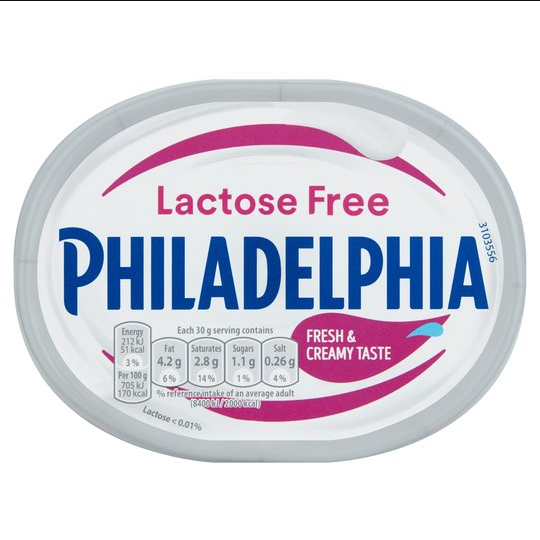 Lactose Free
PHILADELPHIA
3103556
FRESH &
CREAMY TASTE
Each 30 g serving contains
Energy
212 kJ
51 kcal
3 %
Per 100 g
705 kJ
170 kcal
Fat
4.2 g
6 %
Saturates
2.8 g
14 %
Sugars
1.1 g
1 %
Salt
0.26 g
4 %
% reference intake of an average adult
(8400 kJ / 2000 kcal)
Lactose < 0.01%